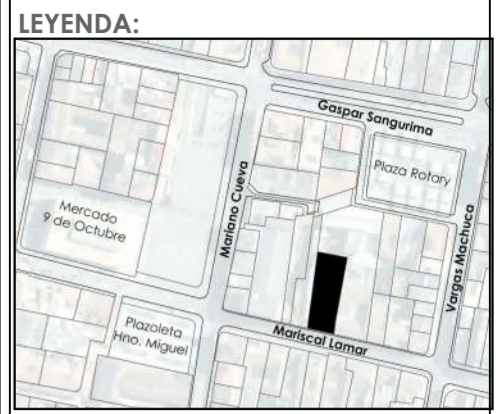 LEYENDA:
Gaspar Sangurima
Plaza Rotary
Mariano Cueva
Mercado
9 de Octubre
Vargas Machuca
Plazoleta
Hno. Miguel
Mariscal Lamar